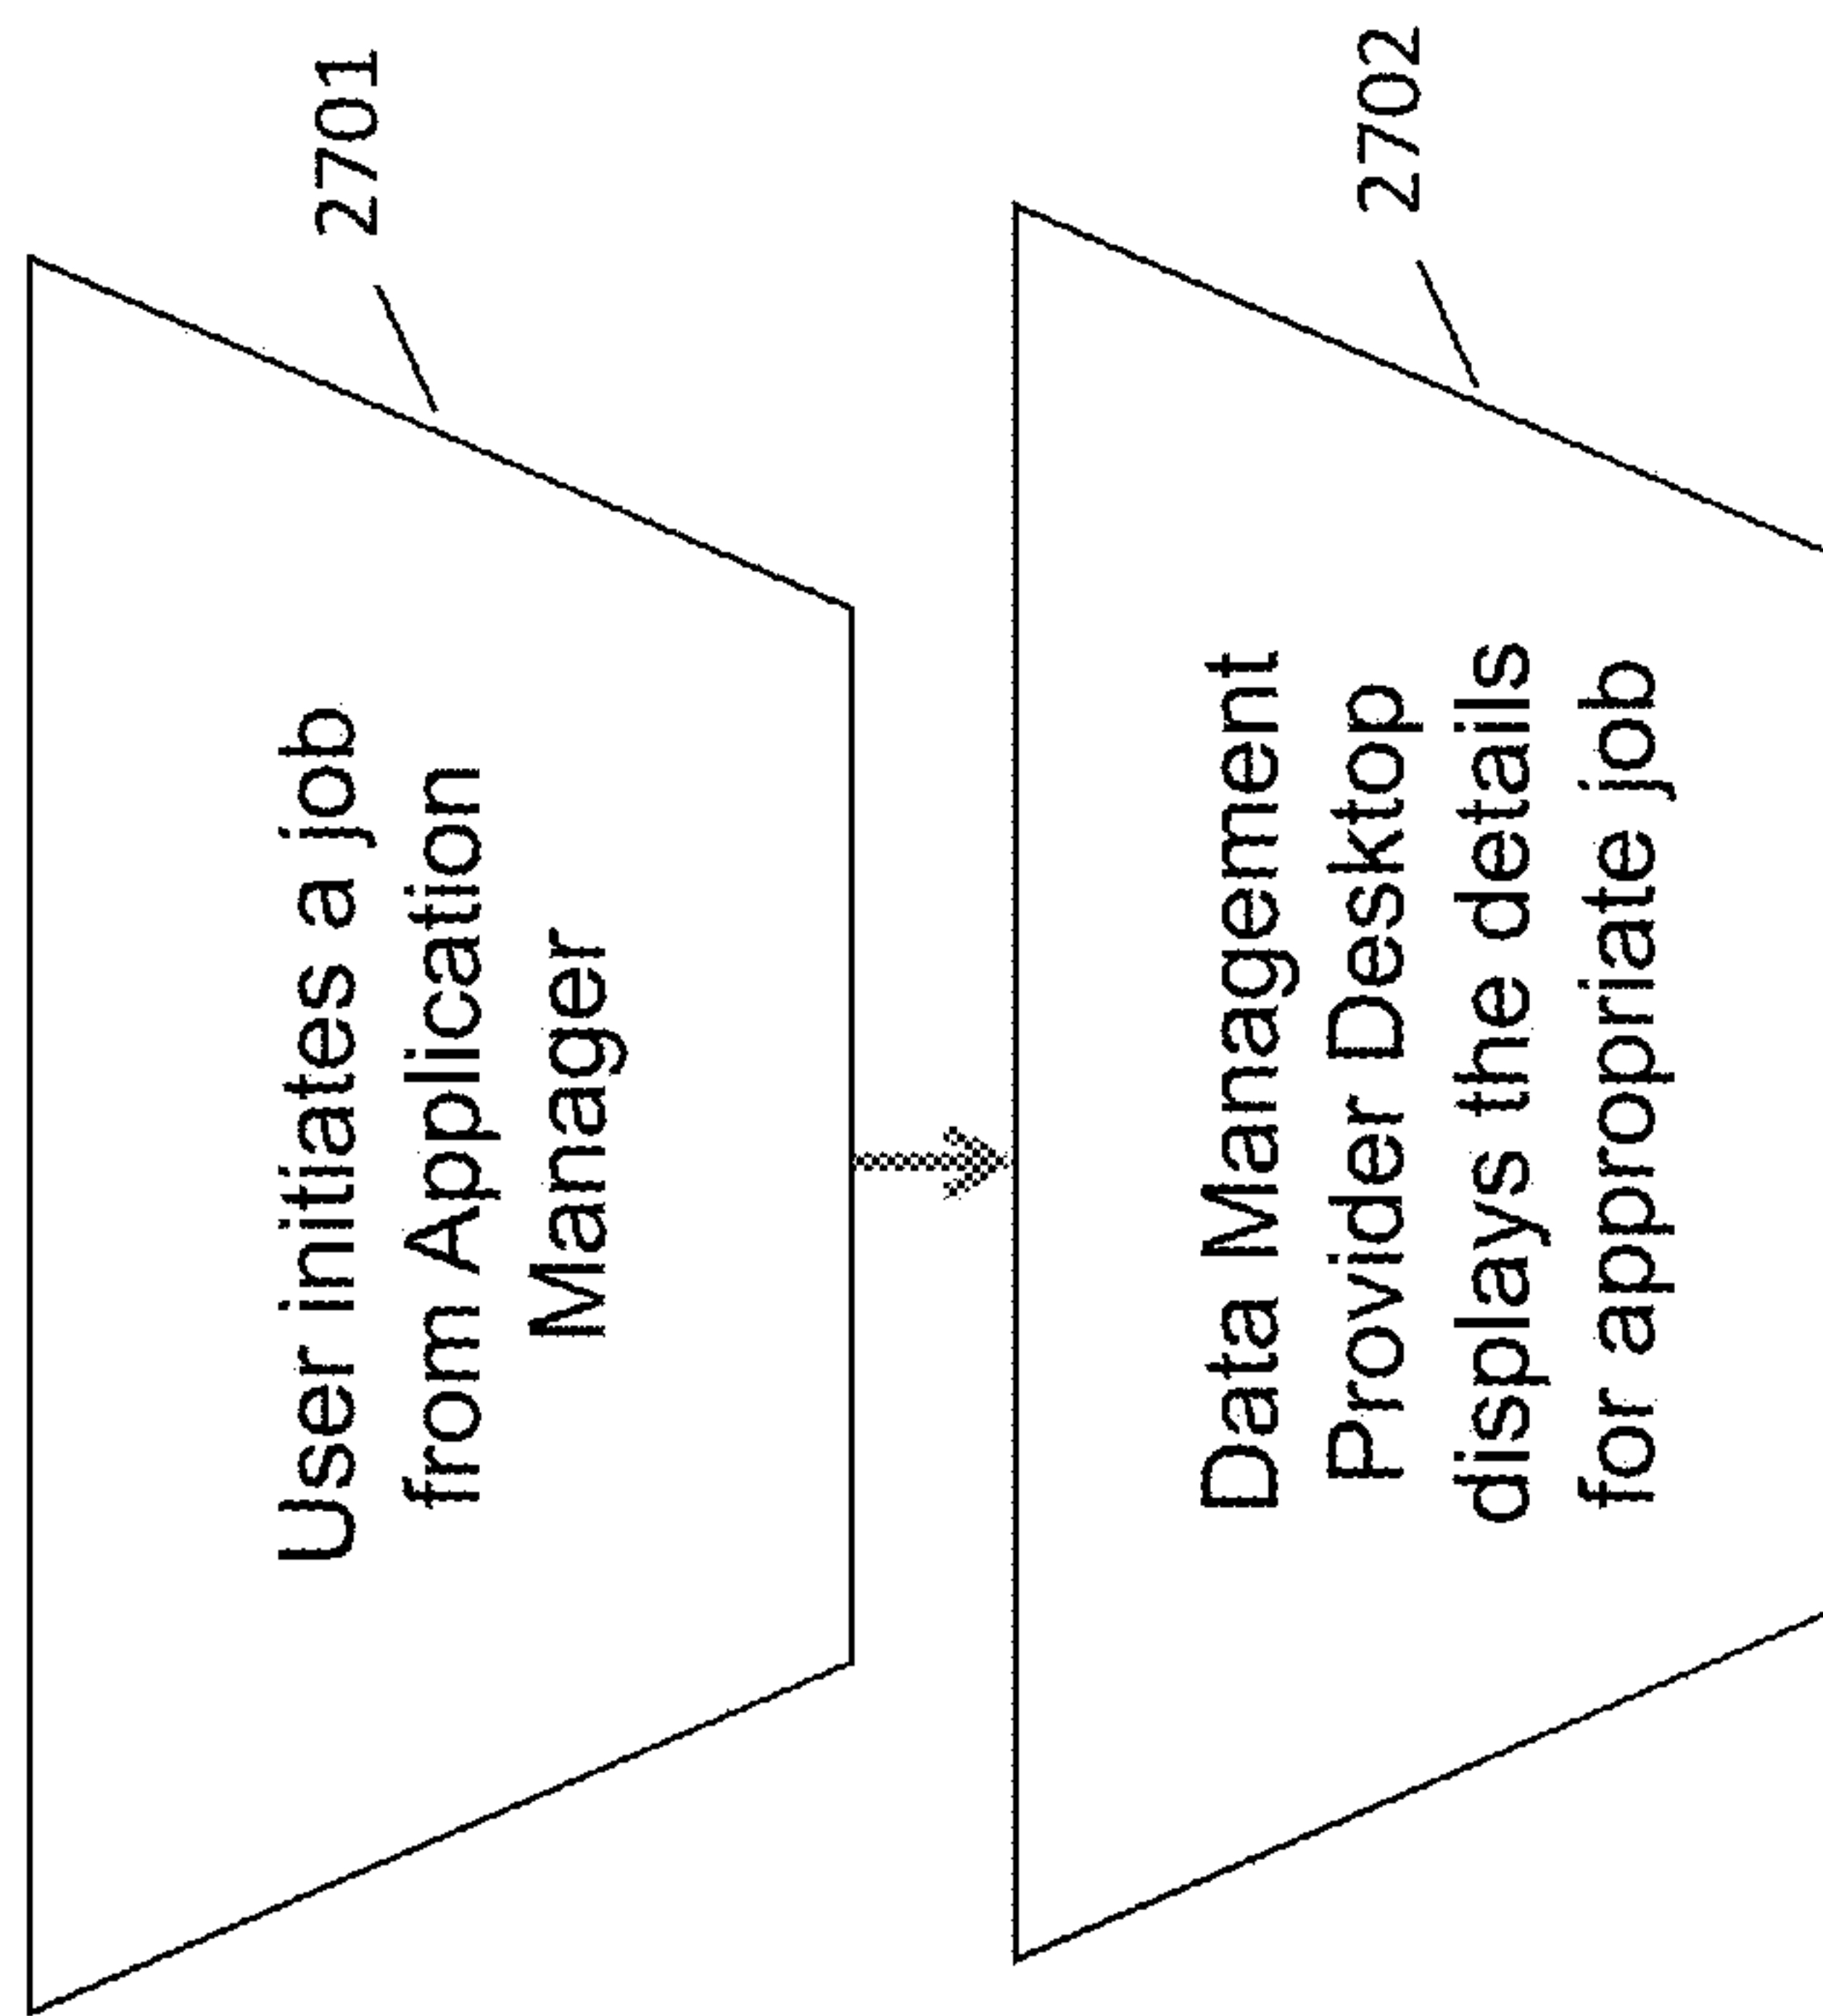 User initiates a job
from Application
Manager
2701
Data Management
Provider Desktop
displays the details
for appropriate job
2702